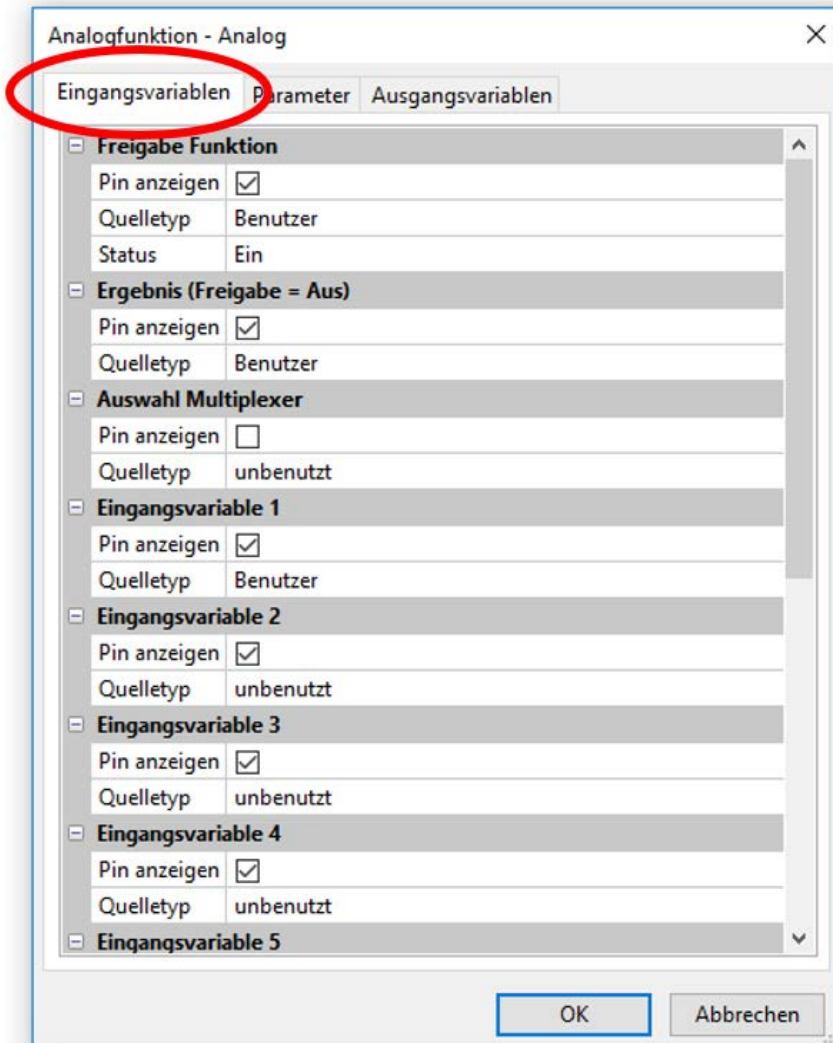 Analogfunktion - Analog
Eingangsvariablen Parameter Ausgangsvariablen
Freigabe Funktion
Pin anzeigen
Quelletyp Benutzer
Status Ein
Ergebnis (Freigabe = Aus)
Pin anzeigen
Quelletyp Benutzer
Auswahl Multiplexer
Pin anzeigen
Quelletyp unbenutzt
Eingangsvariable 1
Pin anzeigen
Quelletyp Benutzer
Eingangsvariable 2
Pin anzeigen
Quelletyp unbenutzt
Eingangsvariable 3
Pin anzeigen
Quelletyp unbenutzt
Eingangsvariable 4
Pin anzeigen
Quelletyp unbenutzt
Eingangsvariable 5
OK Abbrechen